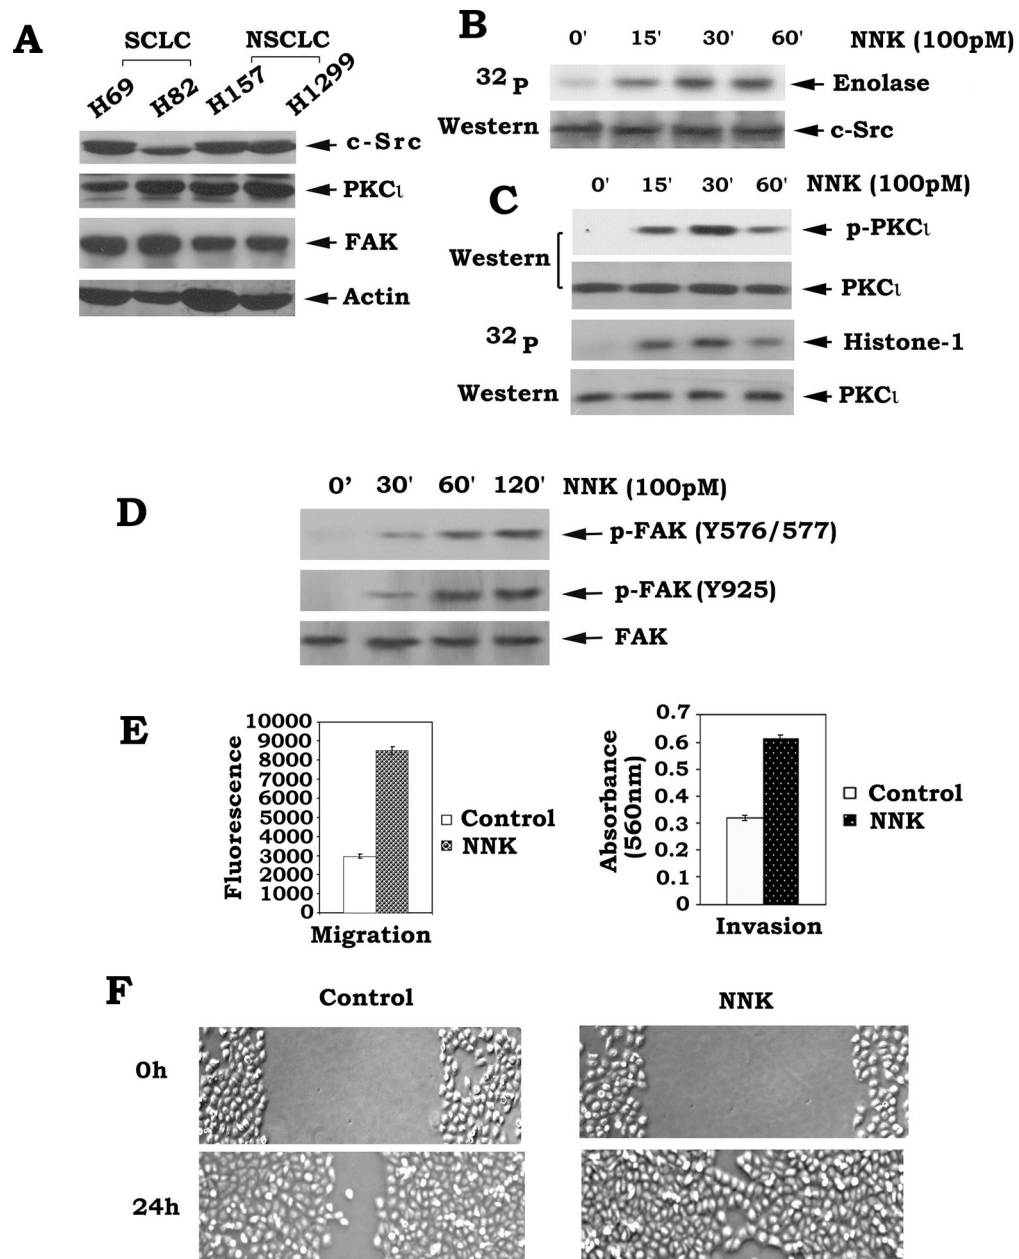 A
SCLC NSCLC
H69 H82 H157 H1299
c-Src
PKCι
FAK
Actin
B
0' 15' 30' 60' NNK (100pM)
32P Enolase
Western c-Src
C
0' 15' 30' 60' NNK (100pM)
p-PKCι
Western
PKCι
32P Histone-1
Western PKCι
D
0' 30' 60' 120' NNK (100pM)
p-FAK (Y576/577)
p-FAK (Y925)
FAK
E
Fluorescence
10000
9000
8000
7000
6000
5000
4000
3000
2000
1000
0
Migration
Control
NNK
Absorbance
(560nm)
0.7
0.6
0.5
0.4
0.3
0.2
0.1
0
Invasion
Control
NNK
F
Control NNK
0h
24h